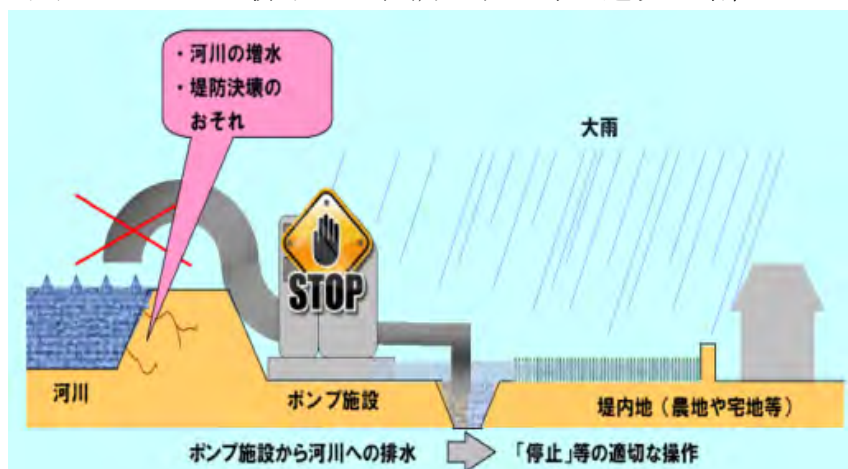 ・河川の増水
・堤防決壊の
おそれ
大雨
STOP
河川
ポンプ施設
堤内地（農地や宅地等）
ポンプ施設から河川への排水
「停止」等の適切な操作